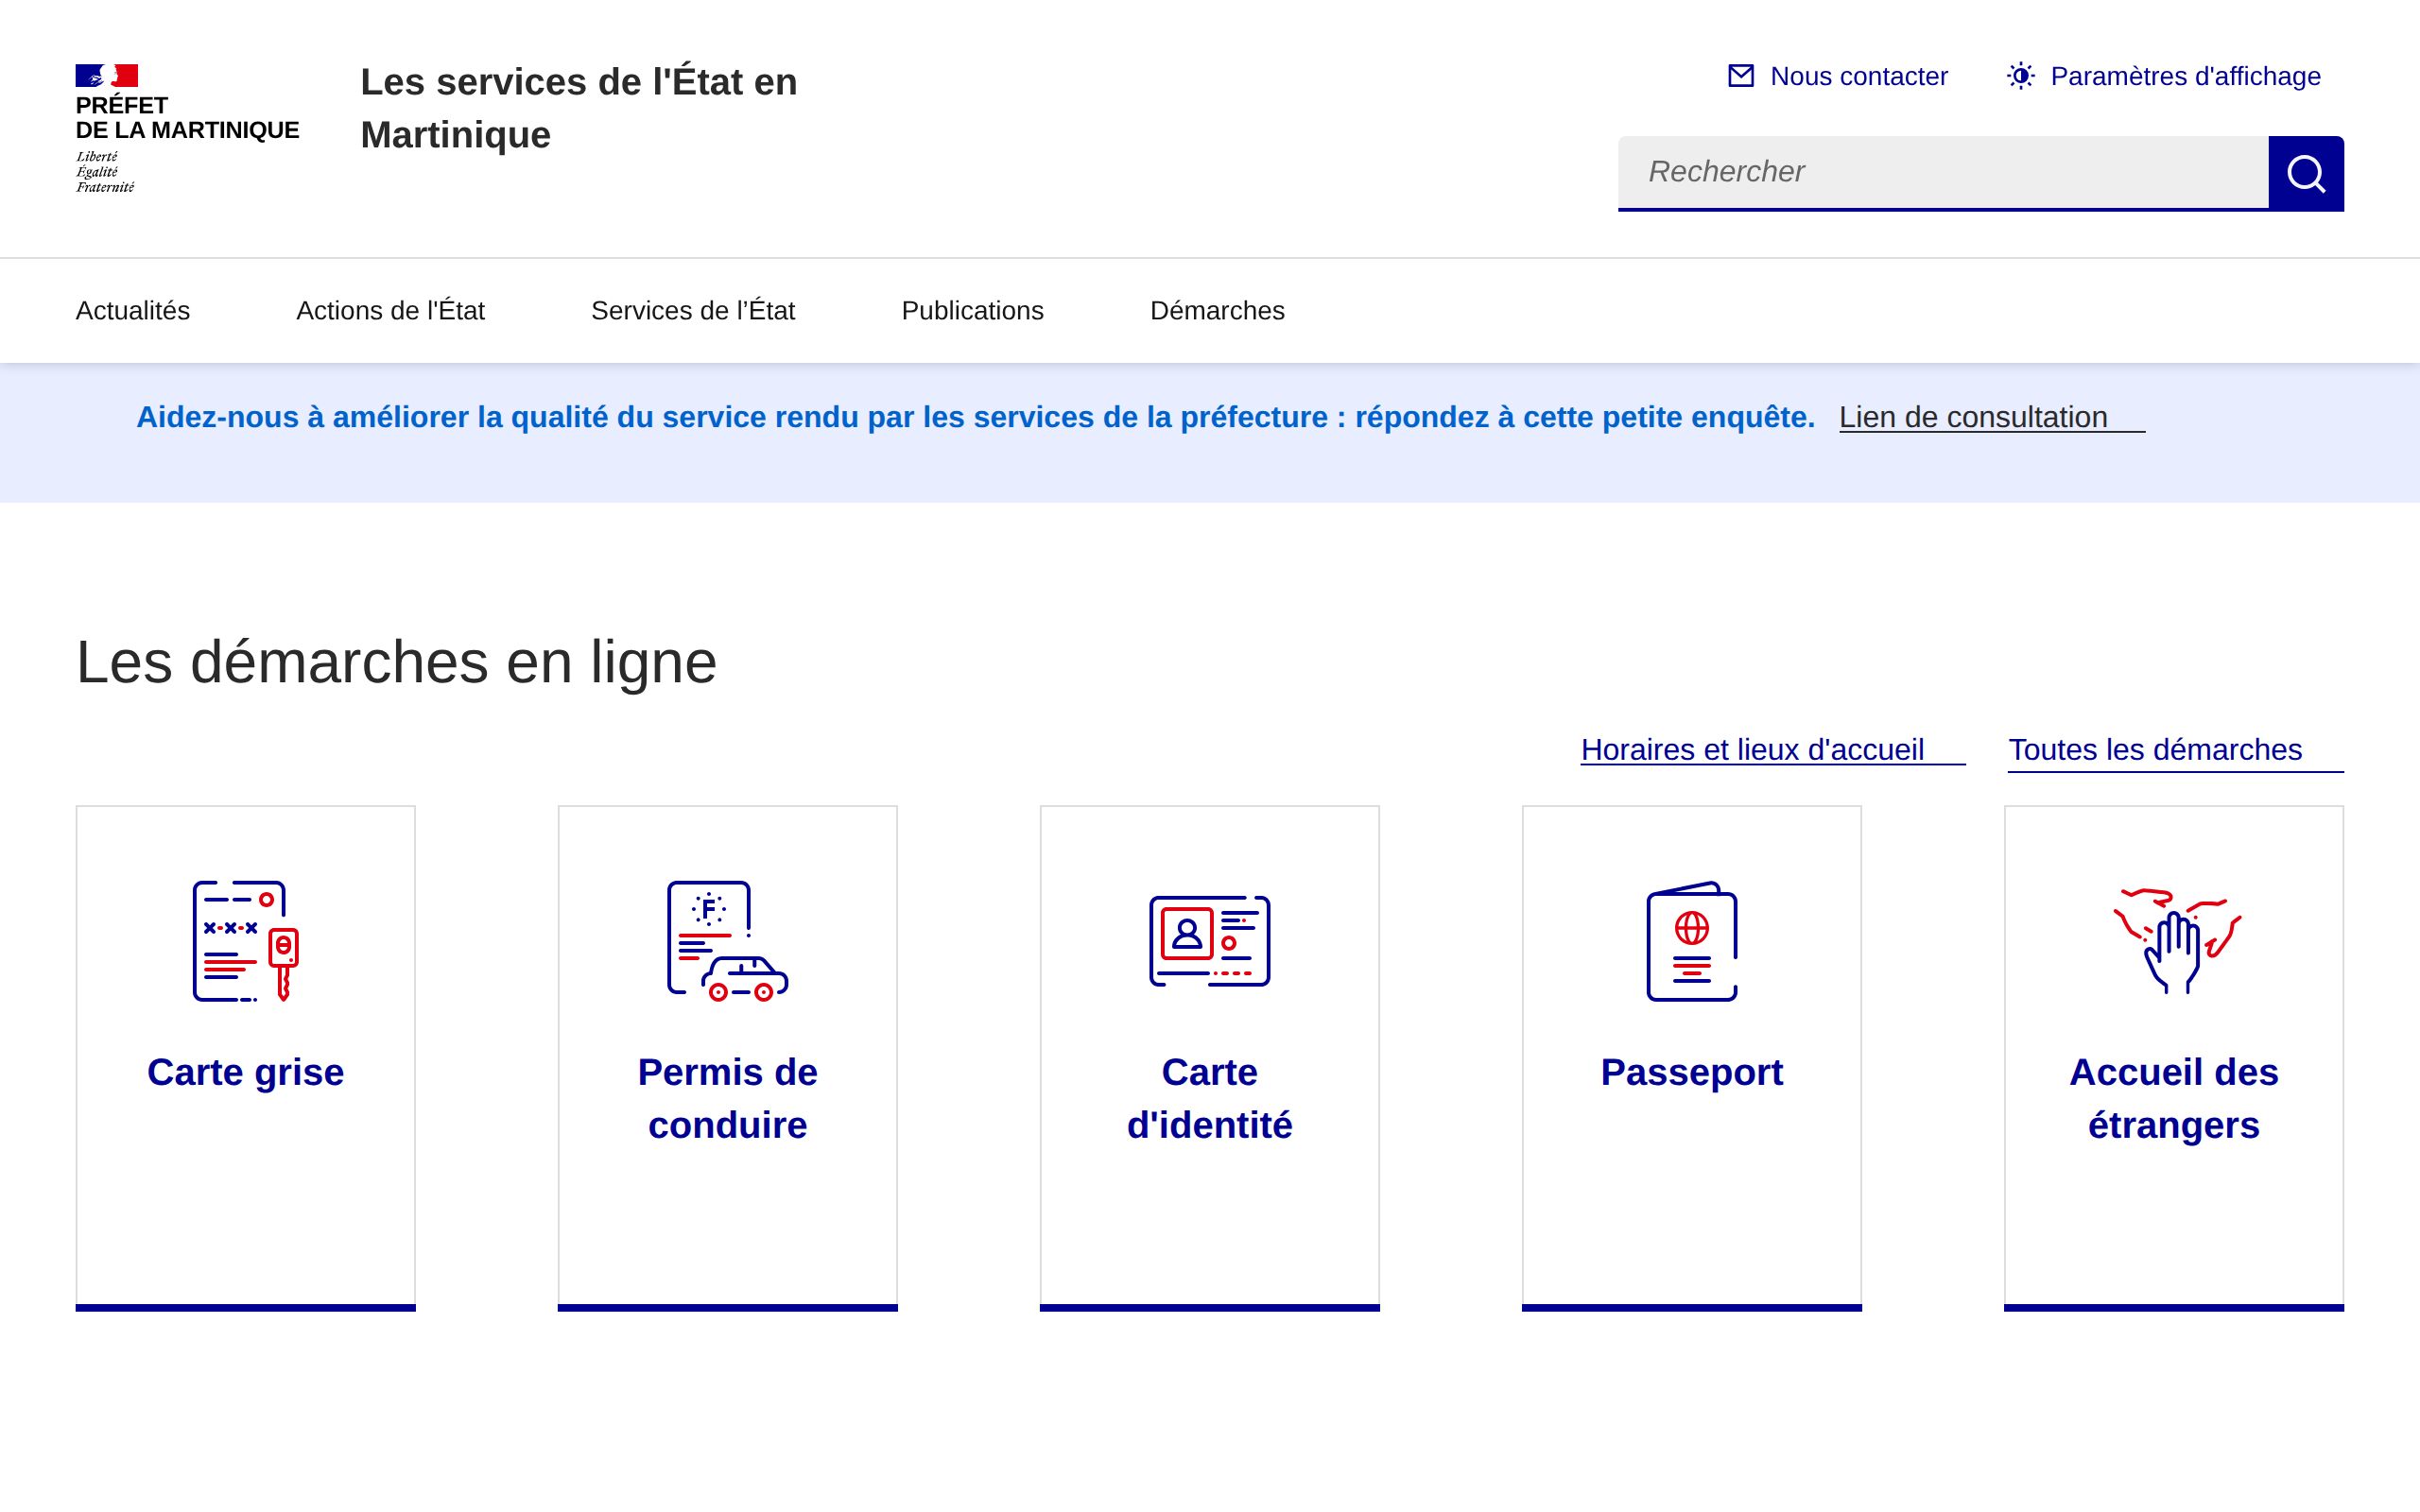 PRÉFET
DE LA MARTINIQUE
Liberté
Égalité
Fraternité
Les services de l'État en
Martinique
Nous contacter
Paramètres d'affichage
Rechercher
Actualités
Actions de l'État
Services de l’État
Publications
Démarches
Aidez-nous à améliorer la qualité du service rendu par les services de la préfecture : répondez à cette petite enquête. Lien de consultation
Les démarches en ligne
Horaires et lieux d'accueil
Toutes les démarches
Carte grise
F
Permis de
conduire
Carte
d'identité
Passeport
Accueil des
étrangers